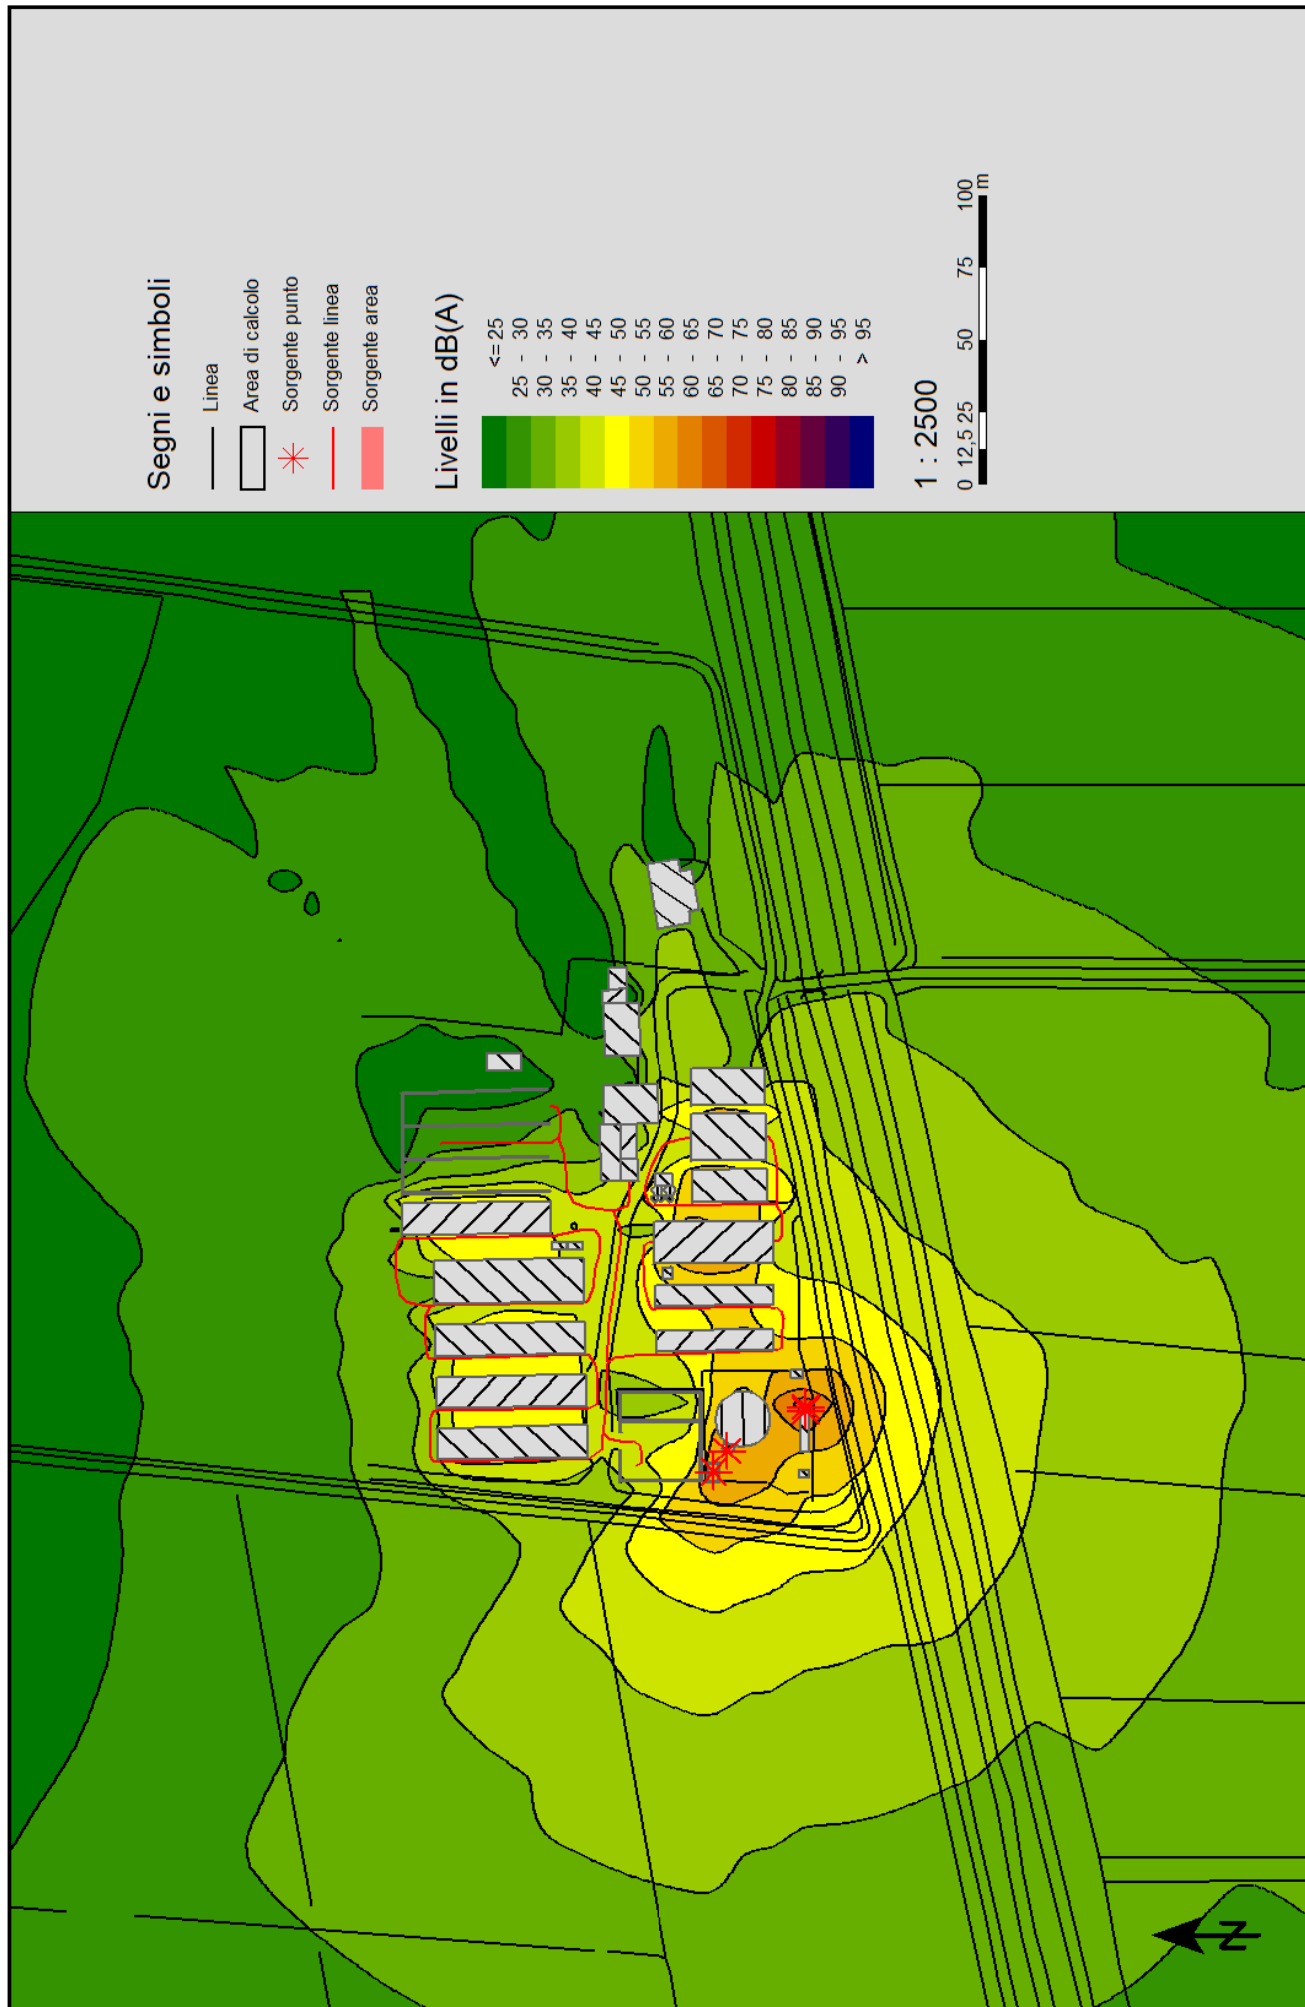 Segni e simboli
Linea
Area di calcolo
Sorgente punto
Sorgente linea
Sorgente area
Livelli in dB(A)
<= 25
25 - 30
30 - 35
35 - 40
40 - 45
45 - 50
50 - 55
55 - 60
60 - 65
65 - 70
70 - 75
75 - 80
80 - 85
85 - 90
90 - 95
> 95
1 : 2500
0 12,5 25 50 75 100
m
N